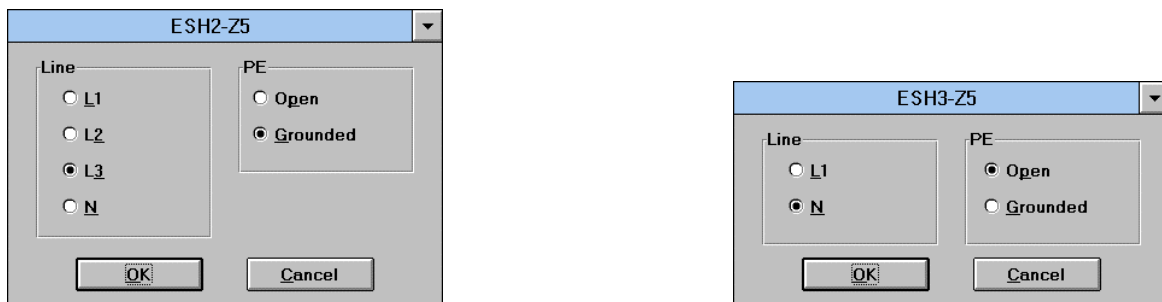 ESH2-Z5
Line
L1
L2
L3
N
PE
Open
Grounded
OK
Cancel
ESH3-Z5
Line
L1
N
PE
Open
Grounded
OK
Cancel